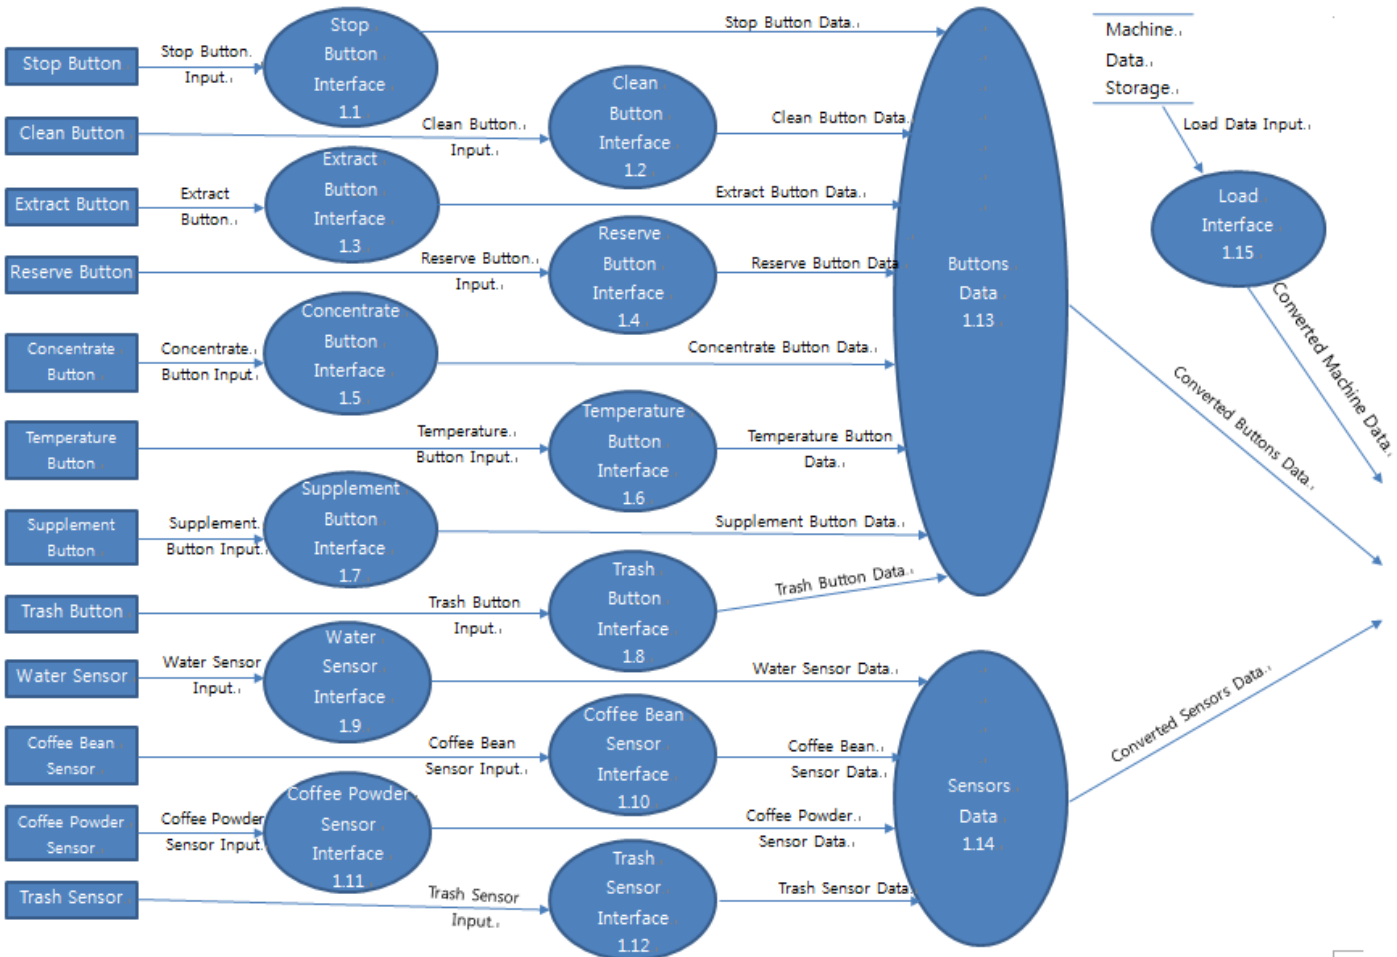 Stop Button
Stop Button
Input.
Stop
Button
Interface
1.1
Stop Button Data.
Clean Button
Clean Button.
Input.
Clean
Button
Interface
1.2
Clean Button Data.
Extract Button
Extract
Button.
Extract
Button
Interface
1.3
Extract Button Data.
Reserve Button
Reserve Button.
Input.
Reserve
Button
Interface
1.4
Reserve Button Data
Concentrate
Button
Concentrate.
Button Input.
Concentrate
Button
Interface
1.5
Concentrate Button Data.
Temperature
Button
Temperature.
Button Input.
Temperature
Button
Interface
1.6
Temperature Button
Data.
Supplement
Button
Supplement.
Button Input.
Supplement
Button
Interface
1.7
Supplement Button Data.
Trash Button
Trash Button
Input.
Trash
Button
Interface
1.8
Trash Button Data.
Water Sensor
Water Sensor
Input.
Water
Sensor
Interface
1.9
Water Sensor Data.
Coffee Bean
Sensor
Coffee Bean
Sensor Input.
Coffee Bean
Sensor
Interface
1.10
Coffee Bean.
Sensor Data.
Coffee Powder
Sensor
Coffee Powder
Sensor Input.
Coffee Powder
Sensor
Interface
1.11
Coffee Powder.
Sensor Data.
Trash Sensor
Trash Sensor
Input.
Trash
Sensor
Interface
1.12
Trash Sensor Data.
Buttons
Data
1.13
Converted Buttons Data.
Sensors
Data
1.14
Converted Sensors Data.
Machine.
Data.
Storage.
Load Data Input.
Load
Interface
1.15
Converted Machine Data.